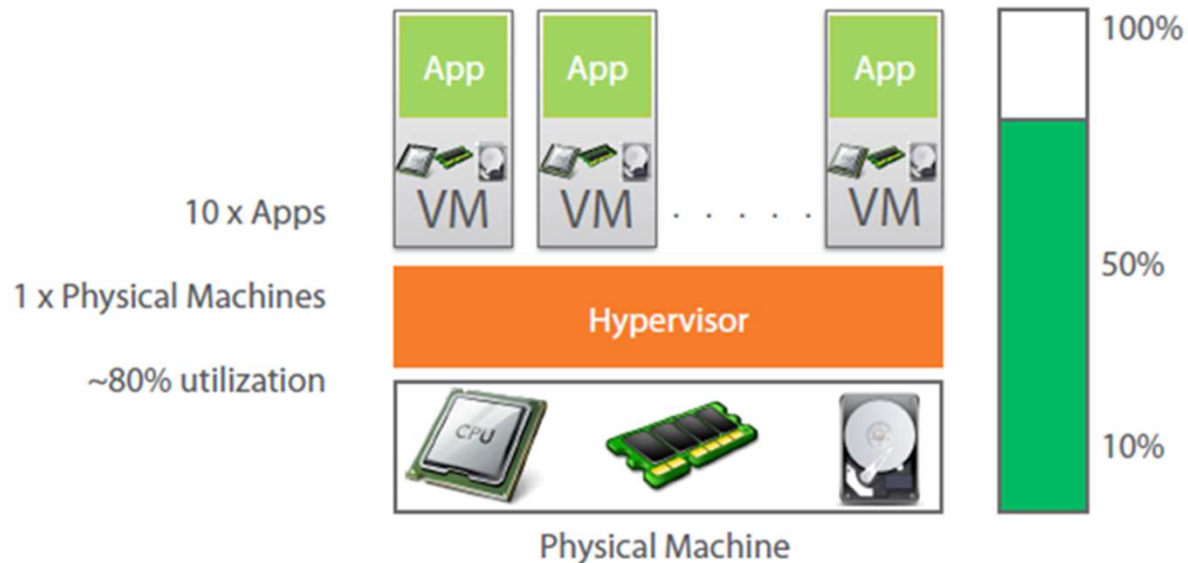 App App App 100%
VM VM . . . . . VM
10 x Apps
50%
1 x Physical Machines
Hypervisor
~80% utilization
CPU
10%
Physical Machine